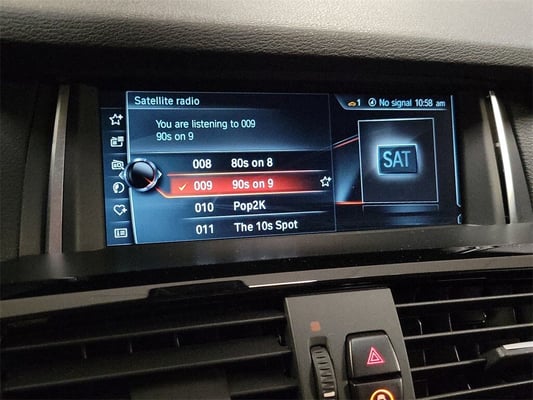 Satellite radio
1 No signal 10:58 am
You are listening to 009
90s on 9
008 80s on 8
009 90s on 9
010 Pop2K
011 The 10s Spot
SAT